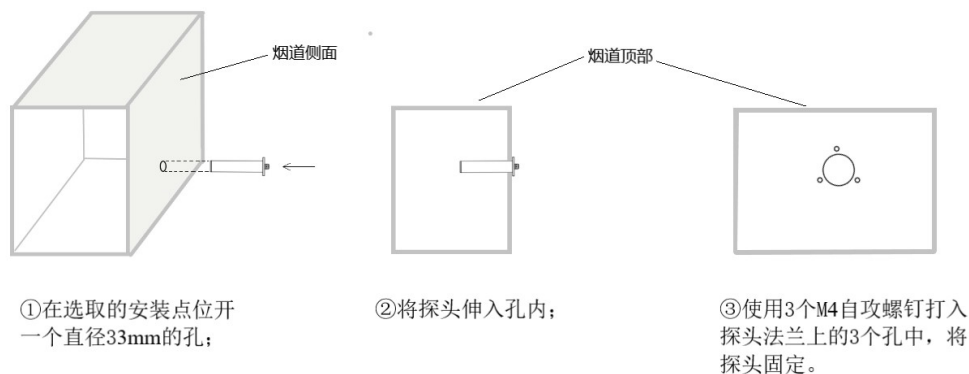 烟道侧面
烟道顶部
①在选取的安装点位开
一个直径33mm的孔；
②将探头伸入孔内；
③使用3个M4自攻螺钉打入
探头法兰上的3个孔中，将
探头固定。